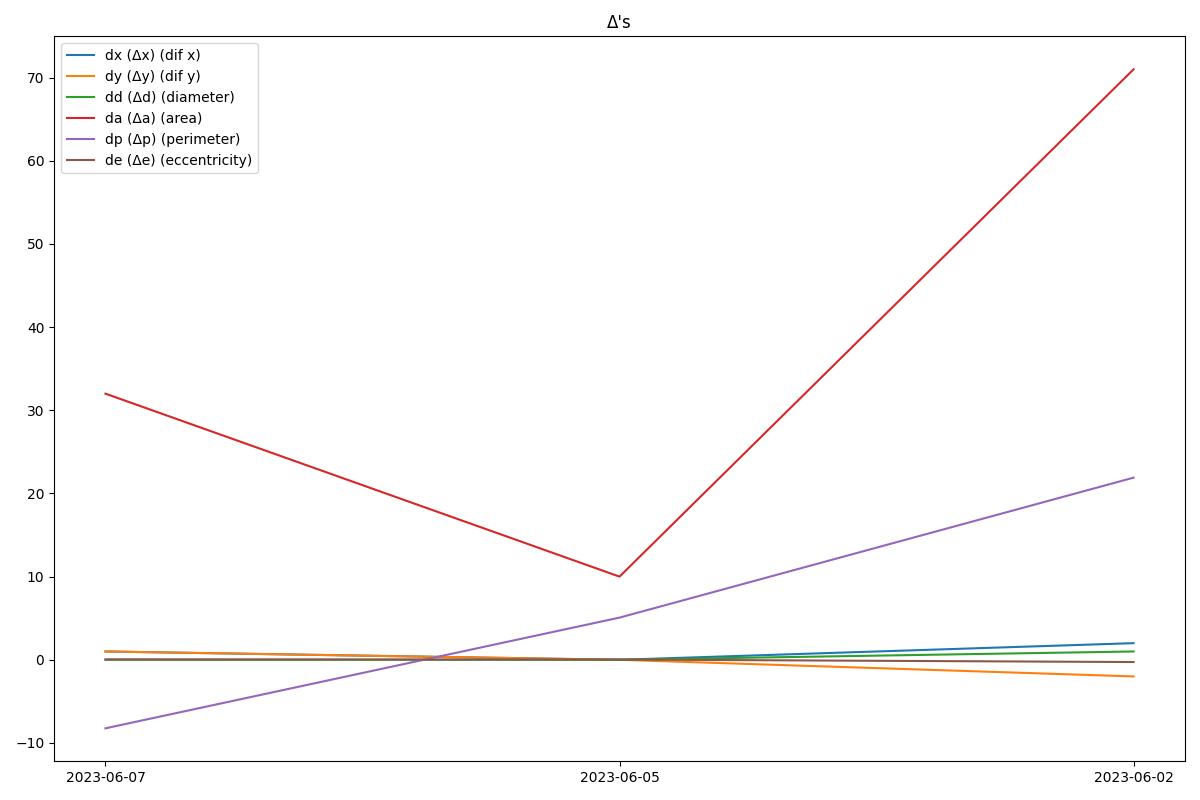 Δ's
dx (Δx) (dif x)
dy (Δy) (dif y)
dd (Δd) (diameter)
da (Δa) (area)
dp (Δp) (perimeter)
de (Δe) (eccentricity)
70
60
50
40
30
20
10
0
−10
2023-06-07 2023-06-05 2023-06-02